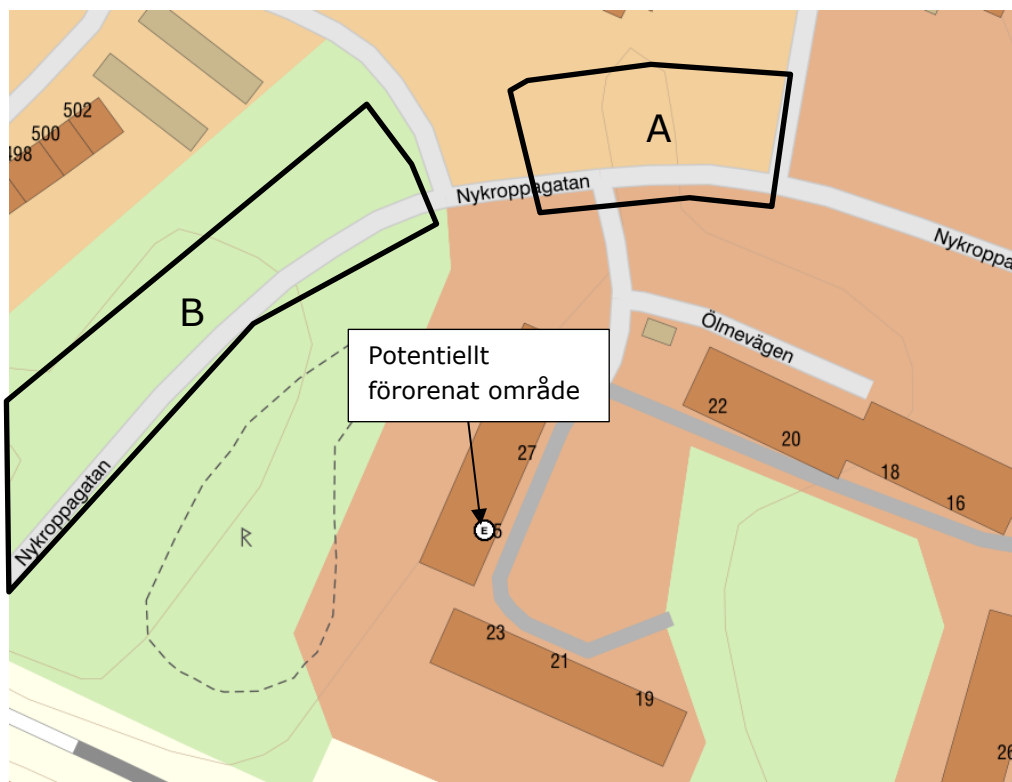 502
500
498
A
Nykroppagatan
Nykroppa
B
Ölmevägen
Potentiellt
förorenat område
22
20
18
16
27
E
5
Nykroppagatan
R
23
21
19
26